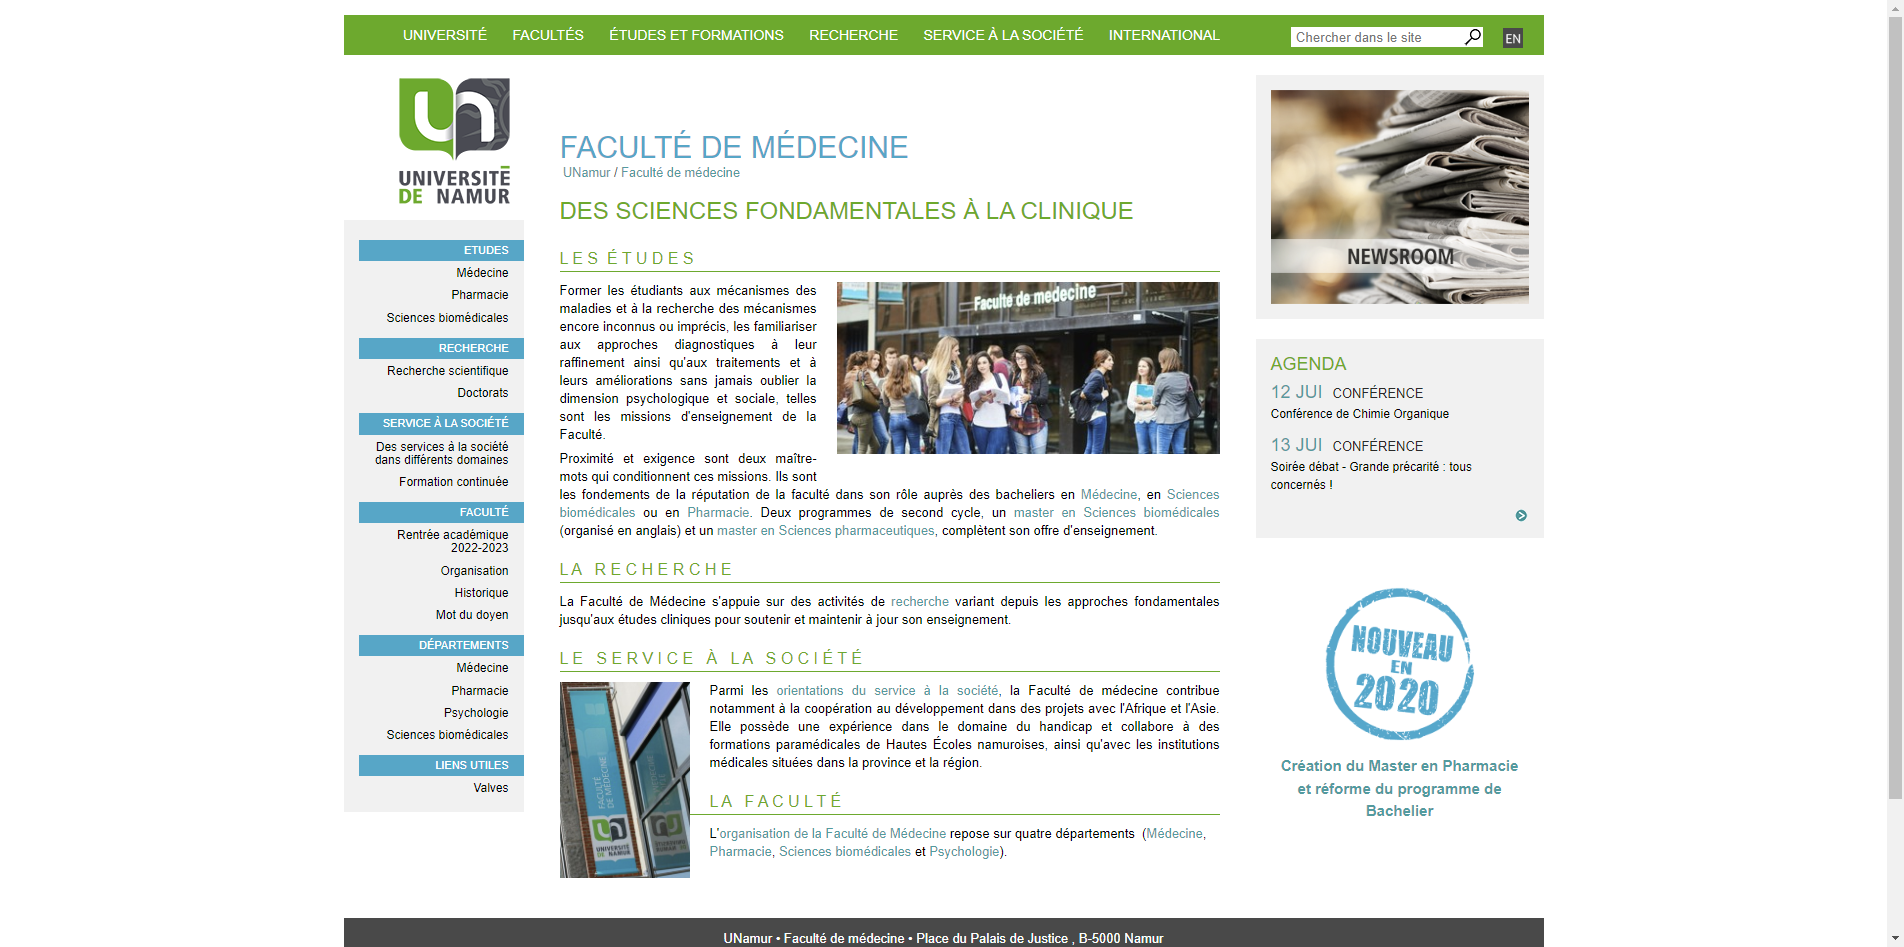 UNIVERSITÉ FACULTÉS ÉTUDES ET FORMATIONS RECHERCHE SERVICE À LA SOCIÉTÉ INTERNATIONAL
Chercher dans le site
EN
UNIVERSITÉ
DE NAMUR
ETUDES
Médecine
Pharmacie
Sciences biomédicales
RECHERCHE
Recherche scientifique
Doctorats
SERVICE À LA SOCIÉTÉ
Des services à la société
dans différents domaines
Formation continuée
FACULTÉ
Rentrée académique
2022-2023
Organisation
Historique
Mot du doyen
DÉPARTEMENTS
Médecine
Pharmacie
Psychologie
Sciences biomédicales
LIENS UTILES
Valves
FACULTÉ DE MÉDECINE
UNamur / Faculté de médecine
DES SCIENCES FONDAMENTALES À LA CLINIQUE
LES ÉTUDES
Former les étudiants aux mécanismes des
maladies et à la recherche des mécanismes
encore inconnus ou imprécis, les familiariser
aux approches diagnostiques à leur
raffinement ainsi qu'aux traitements et à
leurs améliorations sans jamais oublier la
dimension psychologique et sociale, telles
sont les missions d'enseignement de la
Faculté.
Faculté de médecine
Proximité et exigence sont deux maître-
mots qui conditionnent ces missions. Ils sont
les fondements de la réputation de la faculté dans son rôle auprès des bacheliers en Médecine, en Sciences
biomédicales ou en Pharmacie. Deux programmes de second cycle, un master en Sciences biomédicales
(organisé en anglais) et un master en Sciences pharmaceutiques, complètent son offre d'enseignement.
LA RECHERCHE
La Faculté de Médecine s'appuie sur des activités de recherche variant depuis les approches fondamentales
jusqu'aux études cliniques pour soutenir et maintenir à jour son enseignement.
LE SERVICE À LA SOCIÉTÉ
FACULTÉ
DE MÉDECINE
UNIVERSITÉ
DE NAMUR
Parmi les orientations du service à la société, la Faculté de médecine contribue
notamment à la coopération au développement dans des projets avec l'Afrique et l'Asie.
Elle possède une expérience dans le domaine du handicap et collabore à des
formations paramédicales de Hautes Écoles namuroises, ainsi qu'avec les institutions
médicales situées dans la province et la région.
LA FACULTÉ
L'organisation de la Faculté de Médecine repose sur quatre départements (Médecine,
Pharmacie, Sciences biomédicales et Psychologie).
NEWSROOM
AGENDA
12 JUI CONFÉRENCE
Conférence de Chimie Organique
13 JUI CONFÉRENCE
Soirée débat - Grande précarité : tous
concernés !
NOUVEAU
EN
2020
Création du Master en Pharmacie
et réforme du programme de
Bachelier
UNamur • Faculté de médecine • Place du Palais de Justice , B-5000 Namur